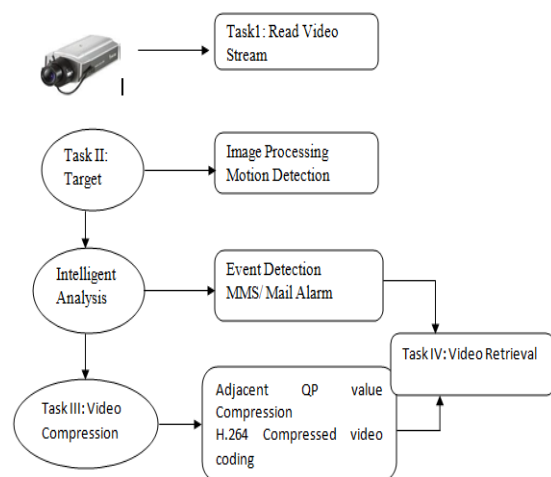 Task1: Read Video
Stream
Task II:
Target
Image Processing
Motion Detection
Intelligent
Analysis
Event Detection
MMS/ Mail Alarm
Task IV: Video Retrieval
Task III: Video
Compression
Adjacent QP value
Compression
H.264 Compressed video
coding